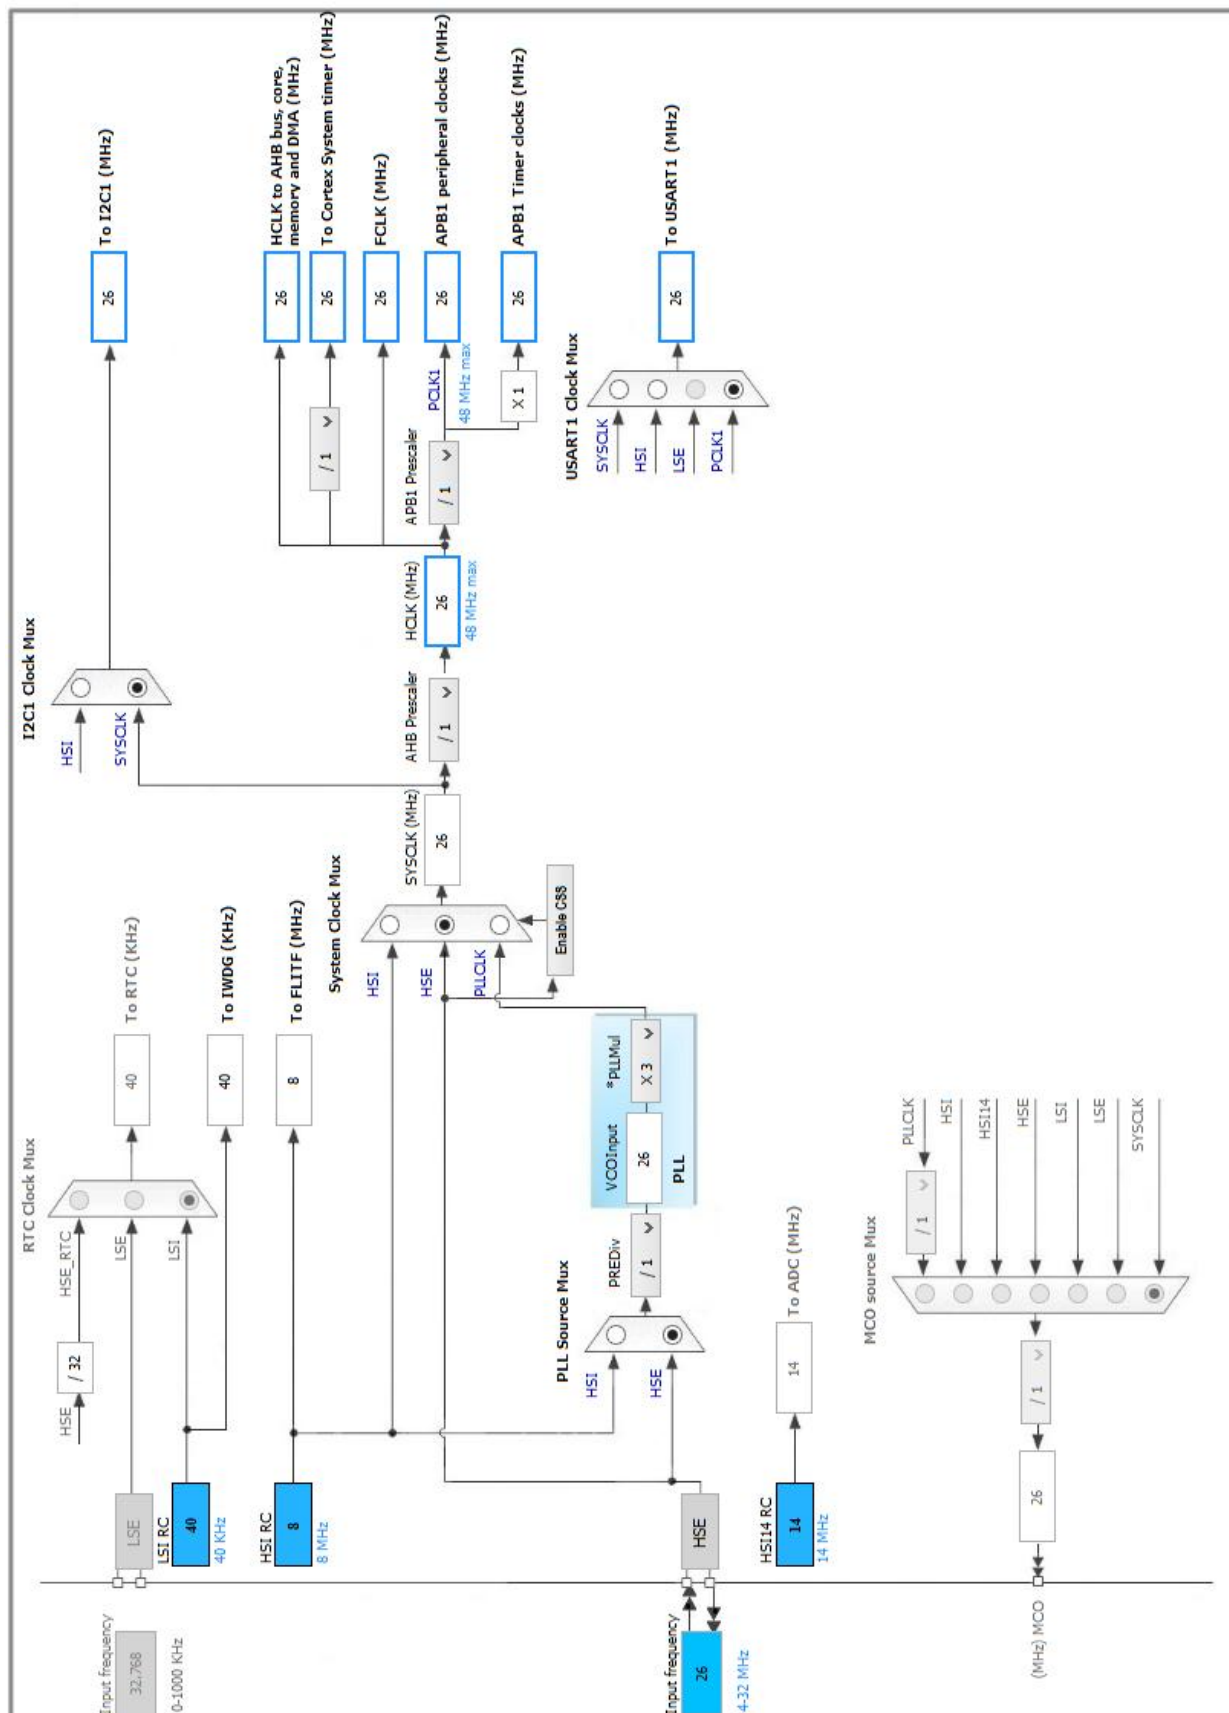 Input frequency
32.768
0-1000 KHz
LSE
LSI RC
40
40 KHz
HSI RC
8
8 MHz
HSE
/ 32
HSE_RTC
LSE
LSI
RTC Clock Mux
40
To RTC (KHz)
40
To IWDG (KHz)
8
To FLITF (MHz)
I2C1 Clock Mux
HSI
SYSCLK
26
To I2C1 (MHz)
System Clock Mux
HSI
HSE
PLLCLK
Enable CSS
SYSCLK (MHz)
26
AHB Prescaler
/ 1
HCLK (MHz)
26
48 MHz max
APB1 Prescaler
/ 1
/ 1
PCLK1
48 MHz max
X 1
26
HCLK to AHB bus, core,
memory and DMA (MHz)
26
To Cortex System timer (MHz)
26
FCLK (MHz)
26
APB1 peripheral clocks (MHz)
26
APB1 Timer clocks (MHz)
Input frequency
26
4-32 MHz
HSE
PLL Source Mux
HSI
HSE
PREDiv
/ 1
VCOInput
26
*PLLMul
X 3
PLL
USART1 Clock Mux
SYSCLK
HSI
LSE
PCLK1
26
To USART1 (MHz)
HSI14 RC
14
14 MHz
14
To ADC (MHz)
MCO source Mux
PLLCLK
/ 1
HSI
HSI14
HSE
LSI
LSE
SYSCLK
/ 1
26
(MHz) MCO